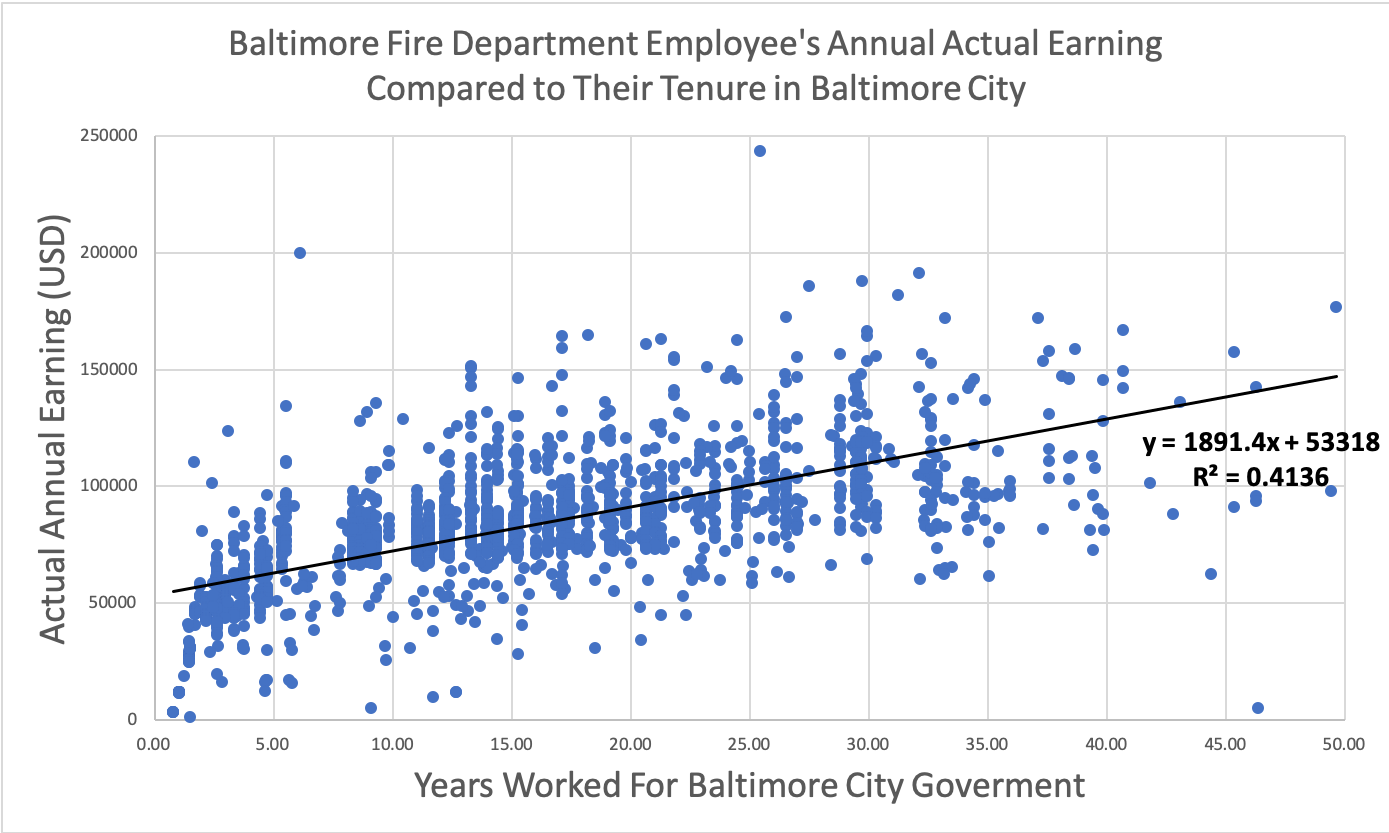 Baltimore Fire Department Employee's Annual Actual Earning
Compared to Their Tenure in Baltimore City
Actual Annual Earning (USD)
250000
200000
150000
100000
50000
0
y = 1891.4x + 53318
R² = 0.4136
0.00 5.00 10.00 15.00 20.00 25.00 30.00 35.00 40.00 45.00 50.00
Years Worked For Baltimore City Goverment